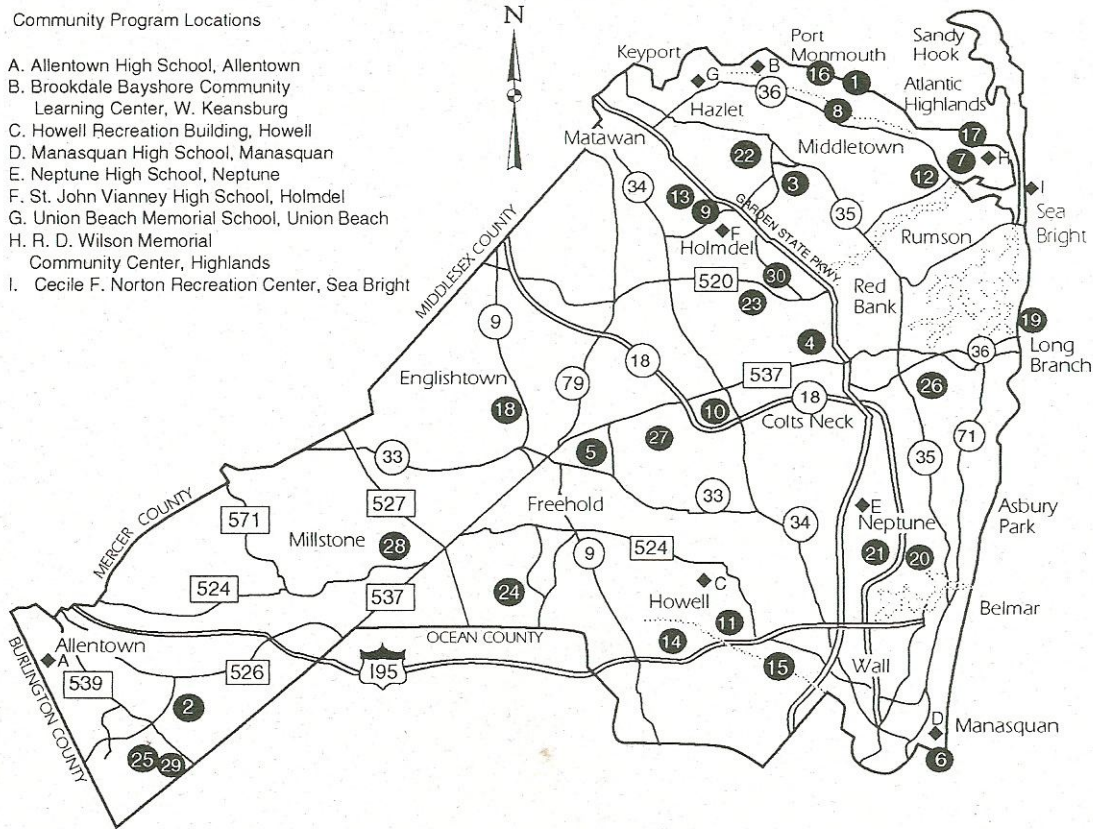 Community Program Locations
A. Allentown High School, Allentown
B. Brookdale Bayshore Community
Learning Center, W. Keansburg
C. Howell Recreation Building, Howell
D. Manasquan High School, Manasquan
E. Neptune High School, Neptune
F. St. John Vianney High School, Holmdel
G. Union Beach Memorial School, Union Beach
H. R. D. Wilson Memorial
Community Center, Highlands
I. Cecile F. Norton Recreation Center, Sea Bright
N
Keyport
G
B
Port
Monmouth
16
1
Sandy
Hook
Atlantic
Highlands
36
Hazlet
8
17
Matawan
Middletown
7
H
22
3
12
I
Sea
Bright
34
13
9
GARDEN STATE PKWY.
35
F
Holmdel
Rumson
MIDDLESEX COUNTY
520
30
23
Red
Bank
9
19
Long
Branch
18
4
36
Englishtown
79
537
26
18
10
18
Colts Neck
71
33
5
27
35
MERCER COUNTY
527
Freehold
33
E
Neptune
Asbury
Park
571
Millstone
28
9
524
34
21
20
524
537
24
C
Howell
11
Belmar
OCEAN COUNTY
14
Allentown
A
526
I95
15
Wall
539
BURLINGTON COUNTY
2
D
Manasquan
25
29
6